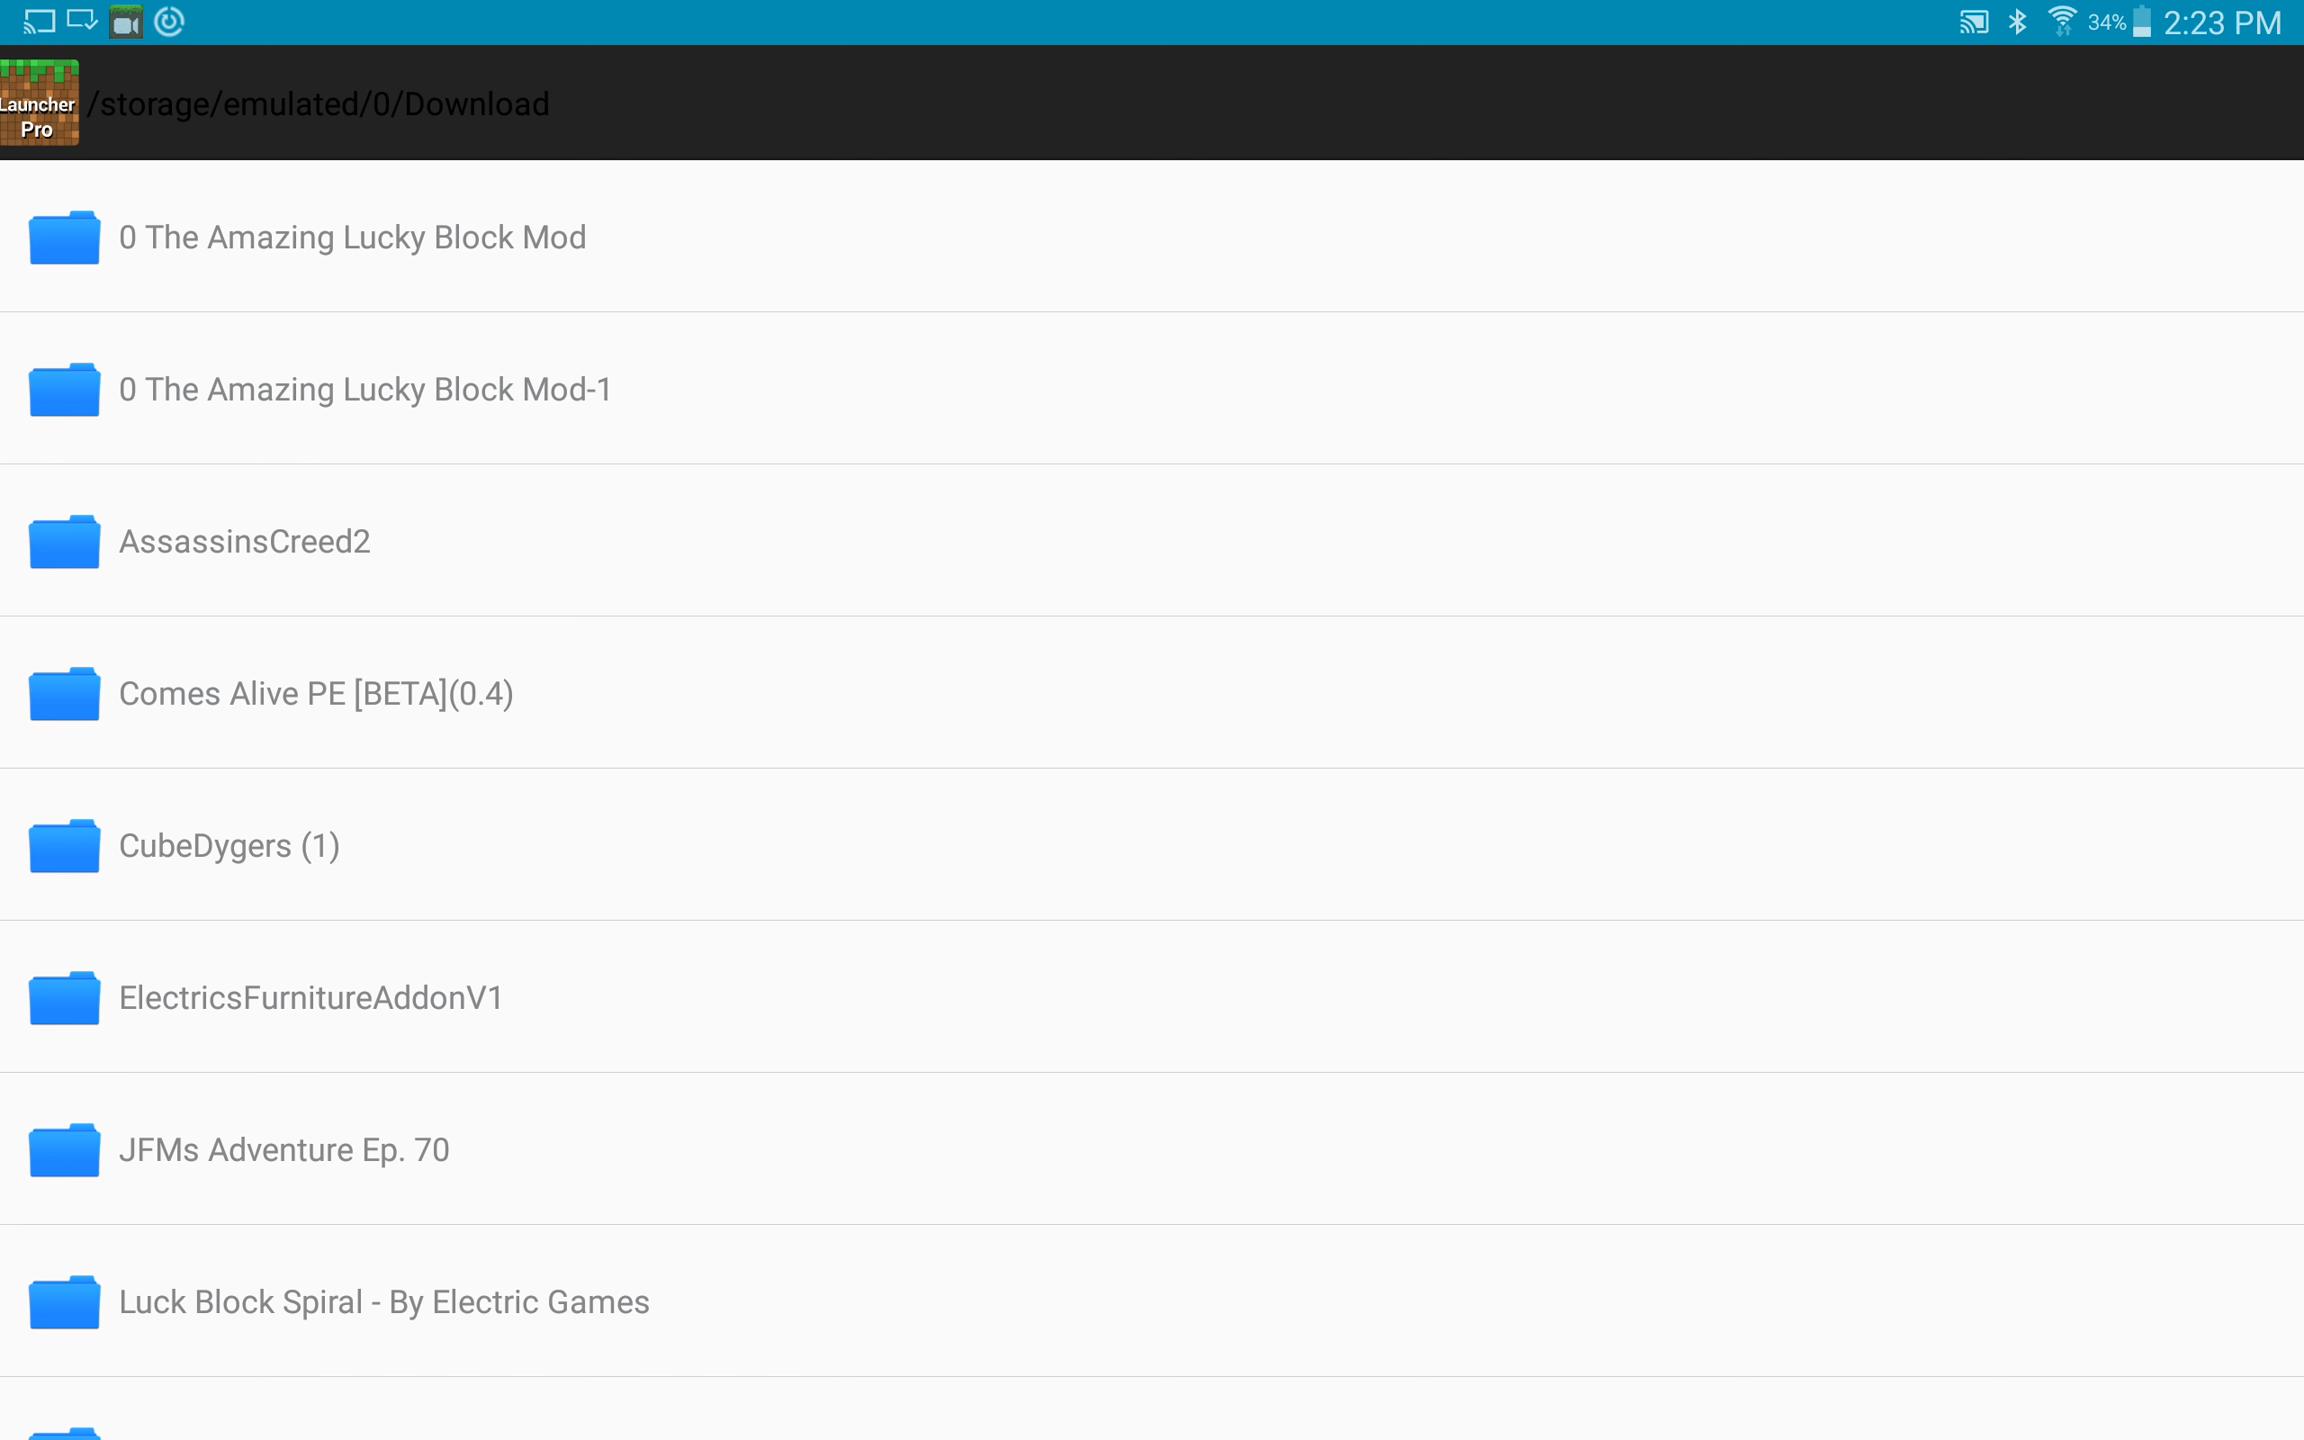 34% 2:23 PM
Launcher
Pro
/storage/emulated/0/Download
0 The Amazing Lucky Block Mod
0 The Amazing Lucky Block Mod-1
AssassinsCreed2
Comes Alive PE [BETA](0.4)
CubeDygers (1)
ElectricsFurnitureAddonV1
JFMs Adventure Ep. 70
Luck Block Spiral - By Electric Games